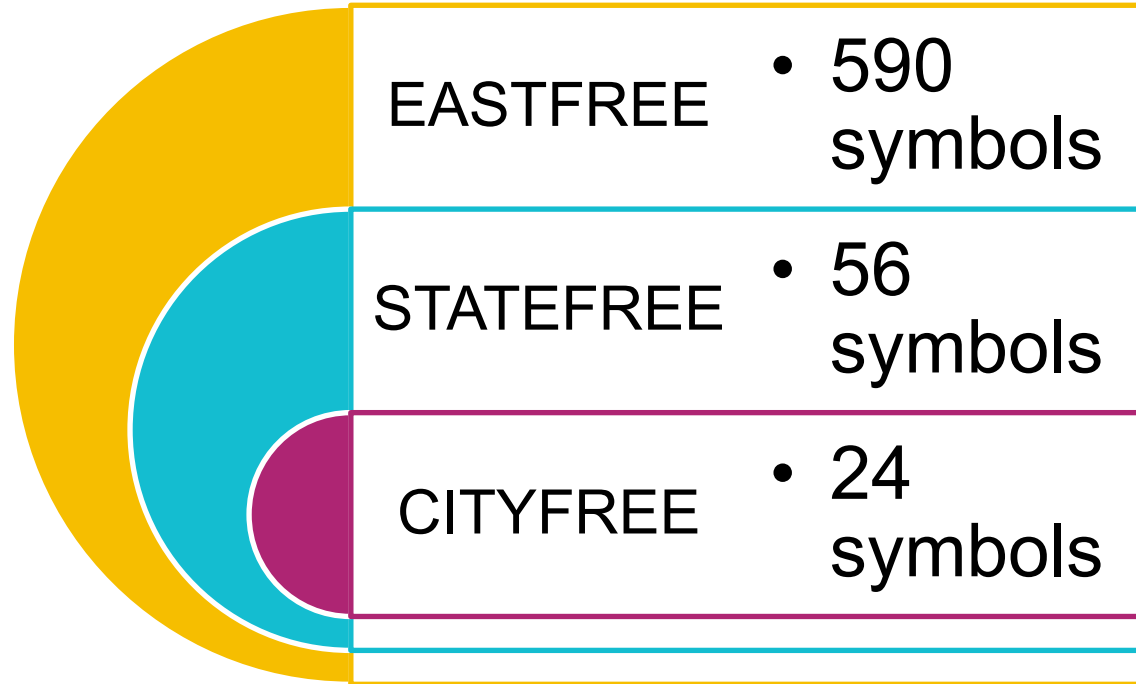 EASTFREE
• 590
symbols
STATEFREE
• 56
symbols
CITYFREE
• 24
symbols